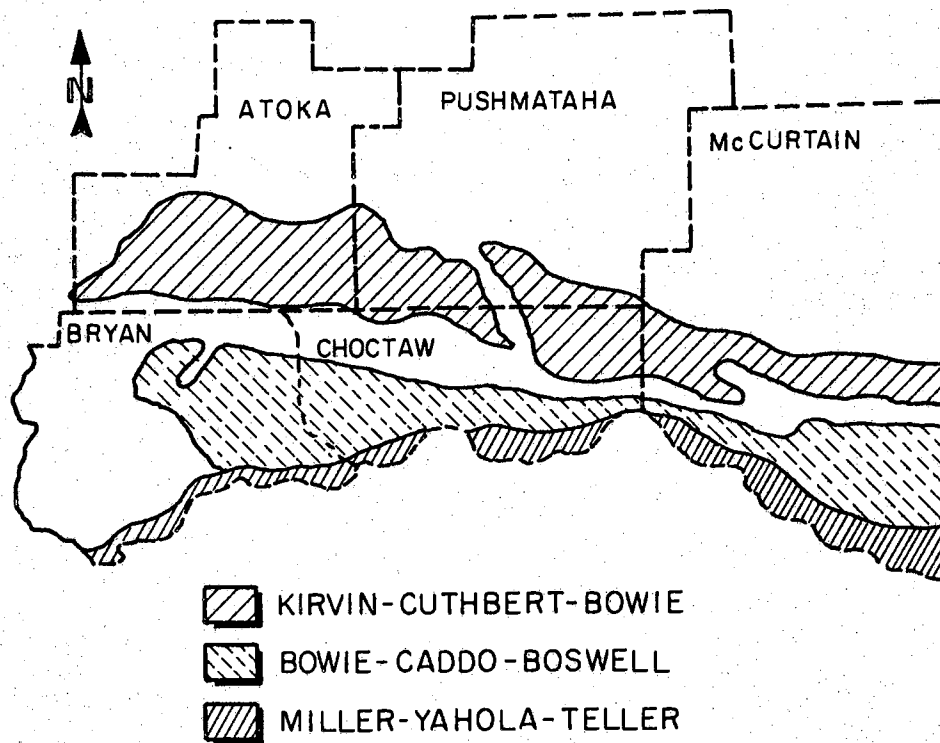 N
ATOKA
PUSHMATAHA
McCURTAIN
BRYAN
CHOCTAW
KIRVIN-CUTHBERT-BOWIE
BOWIE-CADDO-BOSWELL
MILLER-YAHOLA-TELLER